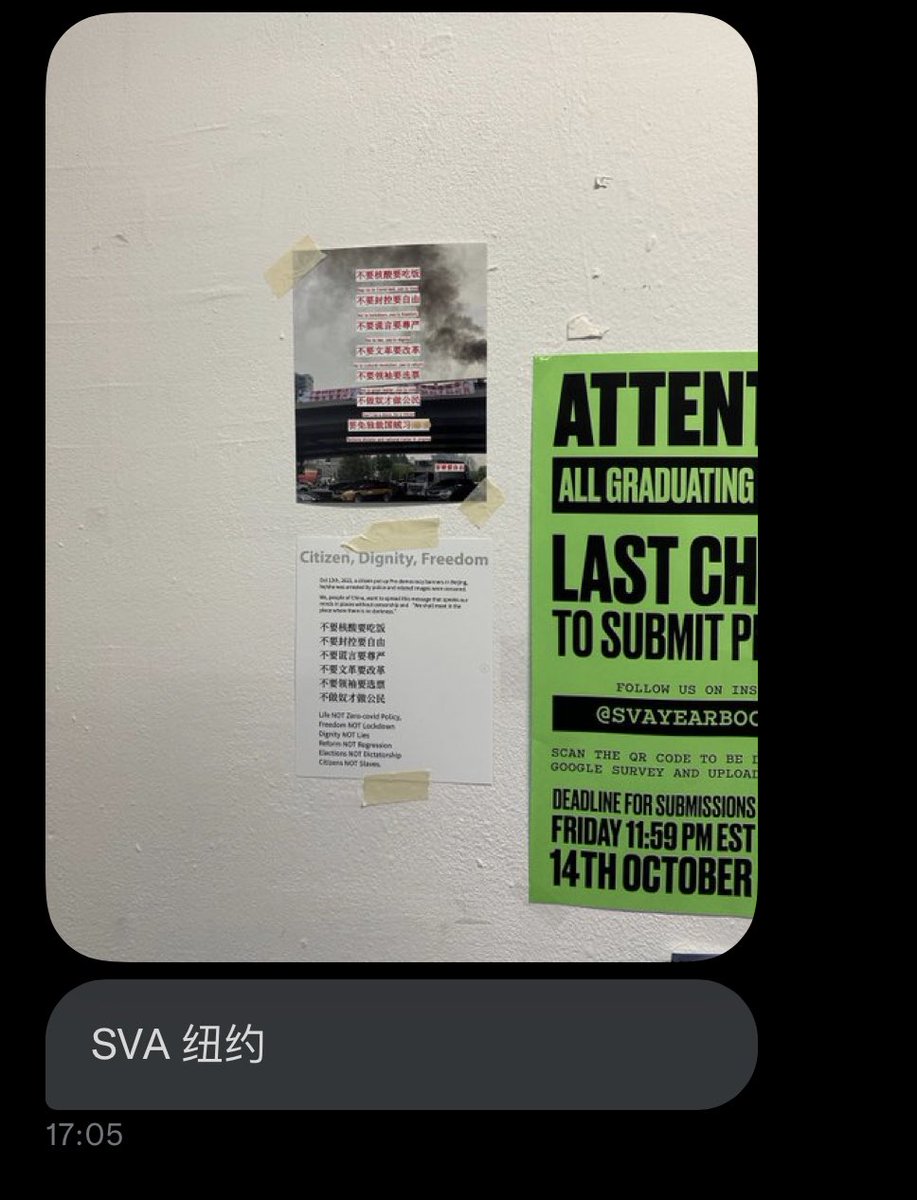 不要核酸要吃饭
不要封控要自由
不要谎言要尊严
不要文革要改革
不要领袖要选票
不做奴才做公民
罢免独裁国贼习
Citizen, Dignity, Freedom
Oct 13th, 2022, a citizen put up Pro democracy banners in Beijing,
he/she was arrested by police and related images were censored.
We, people of China, want to spread this message that speaks our
minds in places without censorship and "We shall meet in the
place where there is no darkness."
不要核酸要吃饭
不要封控要自由
不要谎言要尊严
不要文革要改革
不要领袖要选票
不做奴才做公民
Life NOT Zero-covid Policy,
Freedom NOT Lockdown
Dignity NOT Lies
Reform NOT Regression
Elections NOT Dictatorship
Citizens NOT Slaves.
ATTENT
ALL GRADUATING
LAST CH
TO SUBMIT P
FOLLOW US ON INS
@SVAYEARBOO
SCAN THE QR CODE TO BE D
GOOGLE SURVEY AND UPLOAD
DEADLINE FOR SUBMISSIONS
FRIDAY 11:59 PM EST
14TH OCTOBER
SVA 纽约
17:05